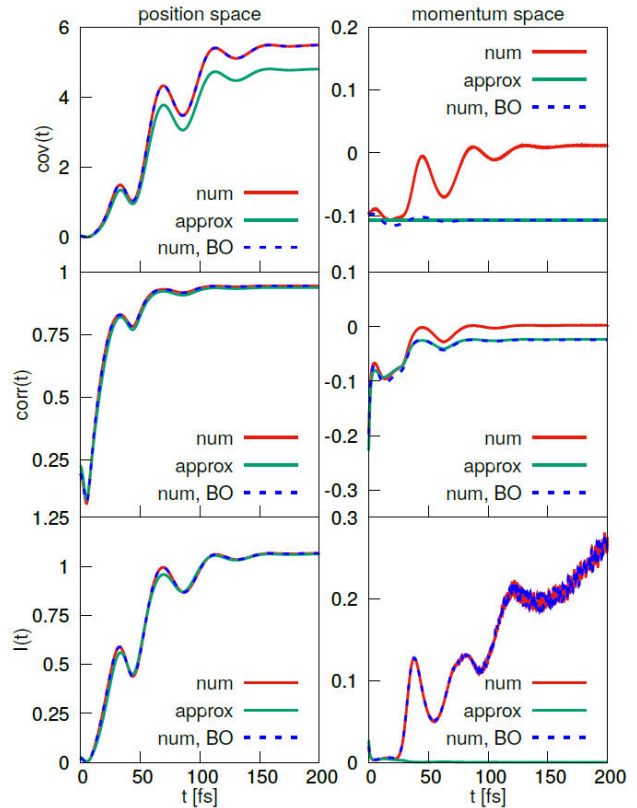 position space
momentum space
6
4
2
0
cov(t)
num
approx
num, BO
0.2
0.1
0
-0.1
num
approx
num, BO
1
0.75
0.5
0.25
corr(t)
num
approx
num, BO
0.1
0
-0.1
-0.2
-0.3
num
approx
num, BO
1.25
1
0.75
0.5
0.25
0
I(t)
num
approx
num, BO
0 50 100 150 200
t [fs]
0.3
0.2
0.1
0
num
approx
num, BO
0 50 100 150 200
t [fs]